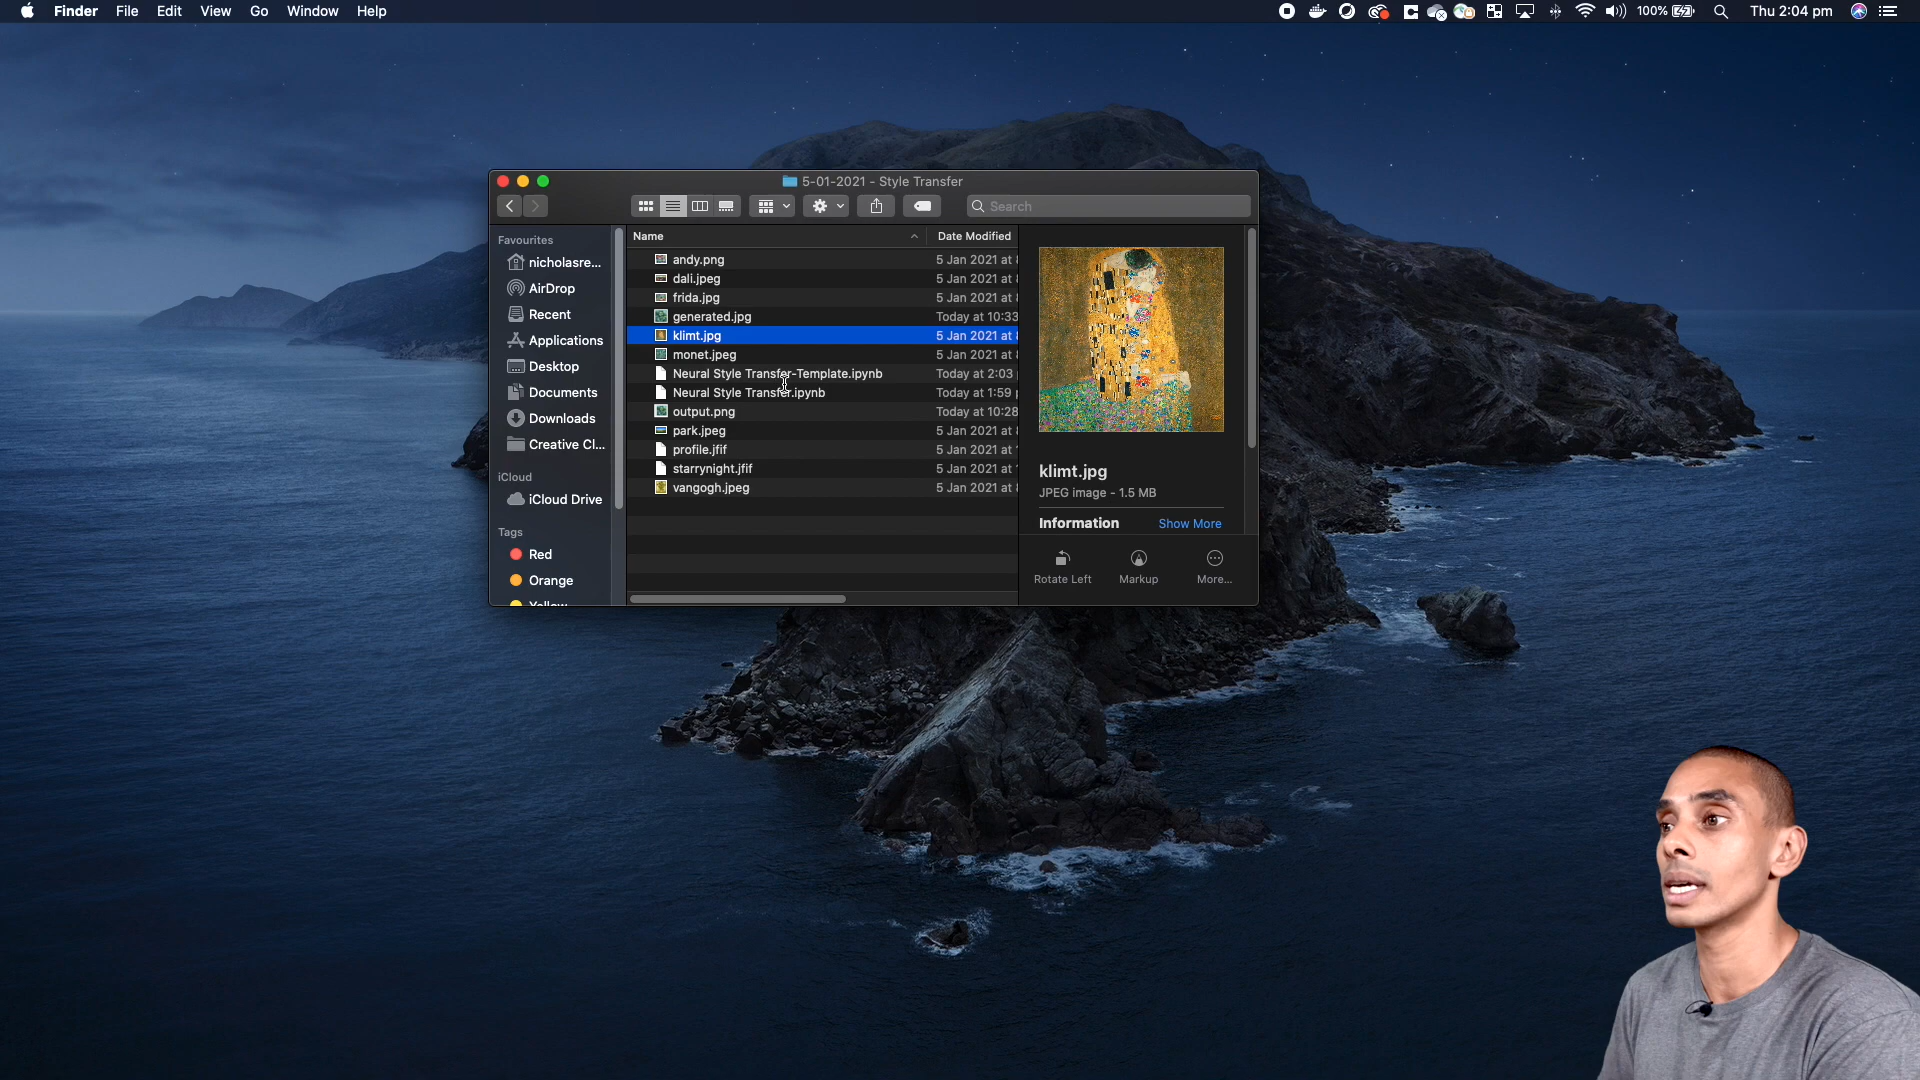 Finder File Edit View Go Window Help 100% Thu 2:04 pm
5-01-2021 - Style Transfer
Search
Favourites
nicholasre...
AirDrop
Recent
Applications
Desktop
Documents
Downloads
Creative Cl...
iCloud
iCloud Drive
Tags
Red
Orange
Yellow
Name Date Modified
andy.png 5 Jan 2021 at
dali.jpeg 5 Jan 2021 at
frida.jpg 5 Jan 2021 at
generated.jpg Today at 10:33
klimt.jpg 5 Jan 2021 at
monet.jpeg 5 Jan 2021 at
Neural Style Transfer-Template.ipynb Today at 2:03
Neural Style Transfer.ipynb Today at 1:59
output.png Today at 10:28
park.jpeg 5 Jan 2021 at
profile.jfif 5 Jan 2021 at
starrynight.jfif 5 Jan 2021 at
vangogh.jpeg 5 Jan 2021 at
klimt.jpg
JPEG image - 1.5 MB
Information Show More
Rotate Left Markup More...